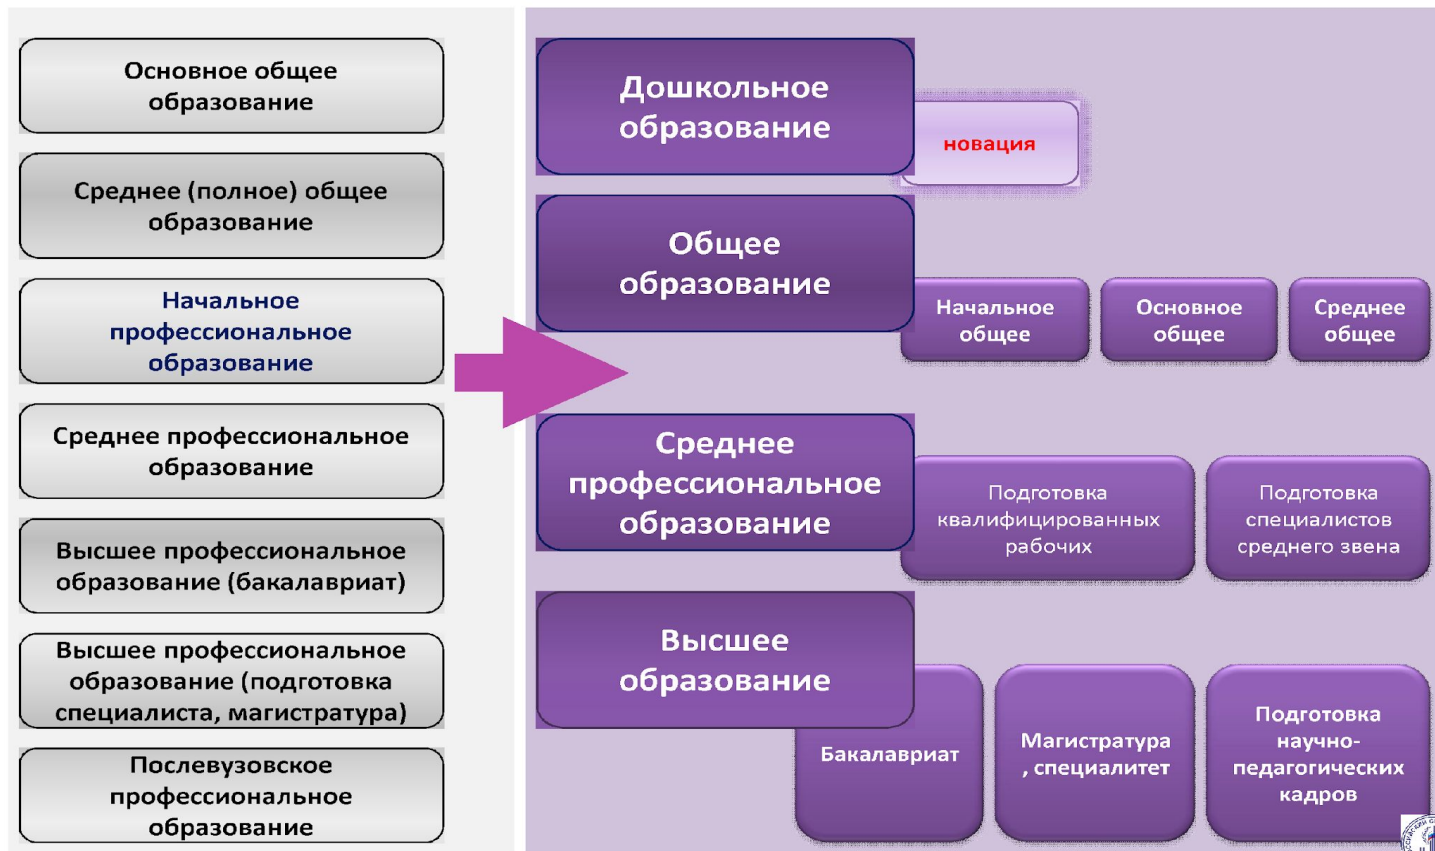 Основное общее
образование
Среднее (полное) общее
образование
Начальное
профессиональное
образование
Среднее профессиональное
образование
Высшее профессиональное
образование (бакалавриат)
Высшее профессиональное
образование (подготовка
специалиста, магистратура)
Послевузовское
профессиональное
образование
Дошкольное
образование
новация
Общее
образование
Начальное
общее
Основное
общее
Среднее
общее
Среднее
профессиональное
образование
Подготовка
квалифицированных
рабочих
Подготовка
специалистов
среднего звена
Высшее
образование
Бакалавриат
Магистратура
, специалитет
Подготовка
научно-
педагогических
кадров